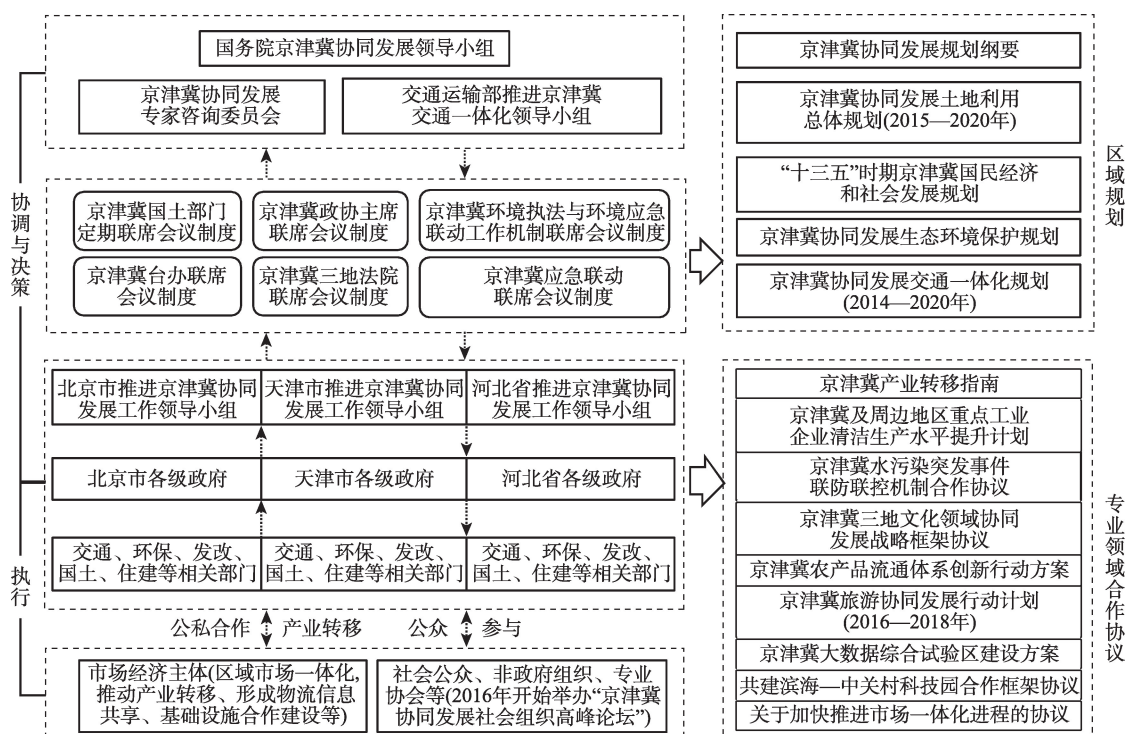 国务院京津冀协同发展领导小组
京津冀协同发展
专家咨询委员会
交通运输部推进京津冀
交通一体化领导小组
协调与决策
京津冀国土部门
定期联席会议制度
京津冀政协主席
联席会议制度
京津冀环境执法与环境应急
联动工作机制联席会议制度
京津冀台办联席
会议制度
京津冀三地法院
联席会议制度
京津冀应急联动
联席会议制度
北京市推进京津冀协同
发展工作领导小组
天津市推进京津冀协同
发展工作领导小组
河北省推进京津冀协同
发展工作领导小组
北京市各级政府
天津市各级政府
河北省各级政府
交通、环保、发改、
国土、住建等相关部门
交通、环保、发改、
国土、住建等相关部门
交通、环保、发改、
国土、住建等相关部门
执行
公私合作
产业转移
公众
参与
市场经济主体(区域市场一体化,
推动产业转移、形成物流信息
共享、基础设施合作建设等)
社会公众、非政府组织、专业
协会等(2016年开始举办“京津冀
协同发展社会组织高峰论坛”)
京津冀协同发展规划纲要
京津冀协同发展土地利用
总体规划(2015—2020年)
“十三五”时期京津冀国民经济
和社会发展规划
京津冀协同发展生态环境保护规划
京津冀协同发展交通一体化规划
(2014—2020年)
区域规划
京津冀产业转移指南
京津冀及周边地区重点工业
企业清洁生产水平提升计划
京津冀水污染突发事件
联防联控机制合作协议
京津冀三地文化领域协同
发展战略框架协议
京津冀农产品流通体系创新行动方案
京津冀旅游协同发展行动计划
(2016—2018年)
京津冀大数据综合试验区建设方案
共建滨海—中关村科技园合作框架协议
关于加快推进市场一体化进程的协议
专业领域合作协议